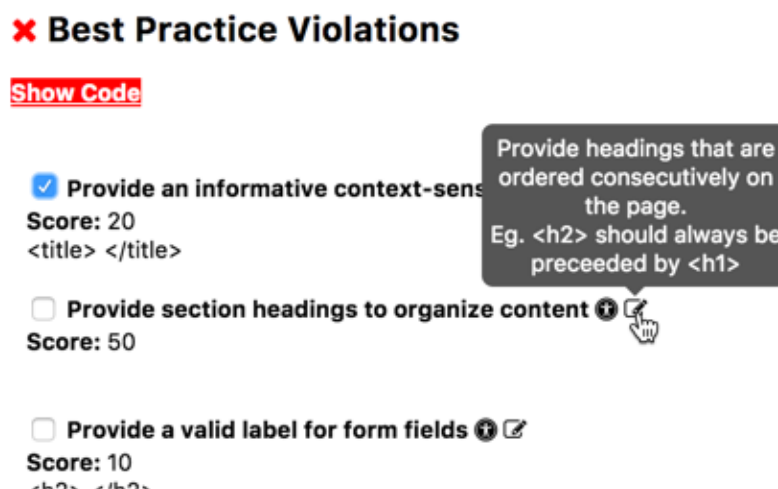 Best Practice Violations
Show Code
Provide an informative context-sens
Score: 20
<title> </title>
Provide headings that are
ordered consecutively on
the page.
Eg. <h2> should always be
preceeded by <h1>
Provide section headings to organize content
Score: 50
Provide a valid label for form fields
Score: 10
<h2> </h2>